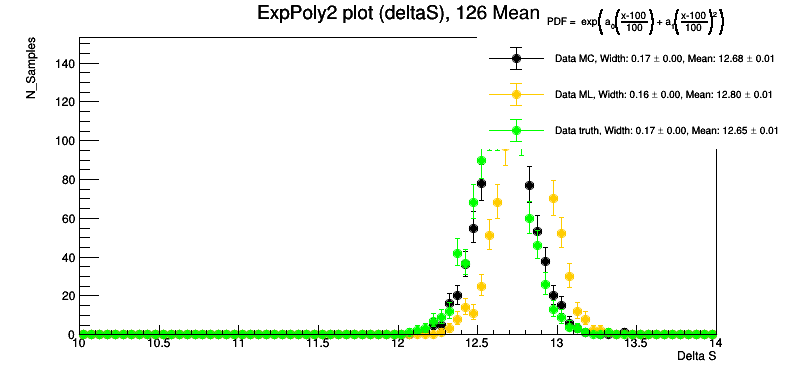 ExpPoly2 plot (deltaS), 126 Mean
PDF = exp(a₀(x-100/100) + a₁(x-100/100)²)
Data MC, Width: 0.17 ± 0.00, Mean: 12.68 ± 0.01
Data ML, Width: 0.16 ± 0.00, Mean: 12.80 ± 0.01
Data truth, Width: 0.17 ± 0.00, Mean: 12.65 ± 0.01
N_Samples
140
120
100
80
60
40
20
0
10 10.5 11 11.5 12 12.5 13 13.5 14
Delta S